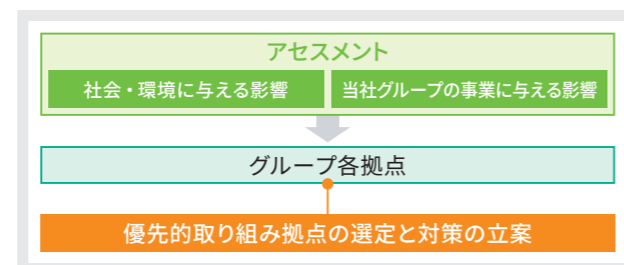 アセスメント
社会・環境に与える影響
当社グループの事業に与える影響
グループ各拠点
優先的取り組み拠点の選定と対策の立案